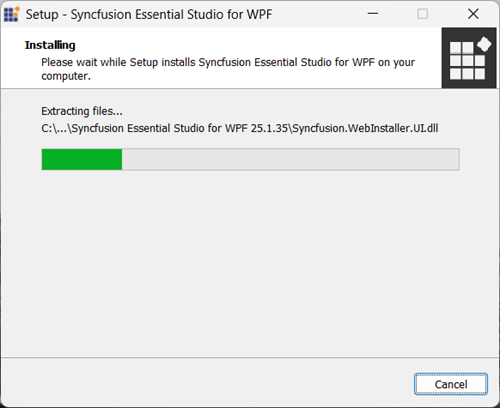 Setup - Syncfusion Essential Studio for WPF
Installing
Please wait while Setup installs Syncfusion Essential Studio for WPF on your
computer.
Extracting files...
C:\...\Syncfusion Essential Studio for WPF 25.1.35\Syncfusion.WebInstaller.UI.dll
Cancel